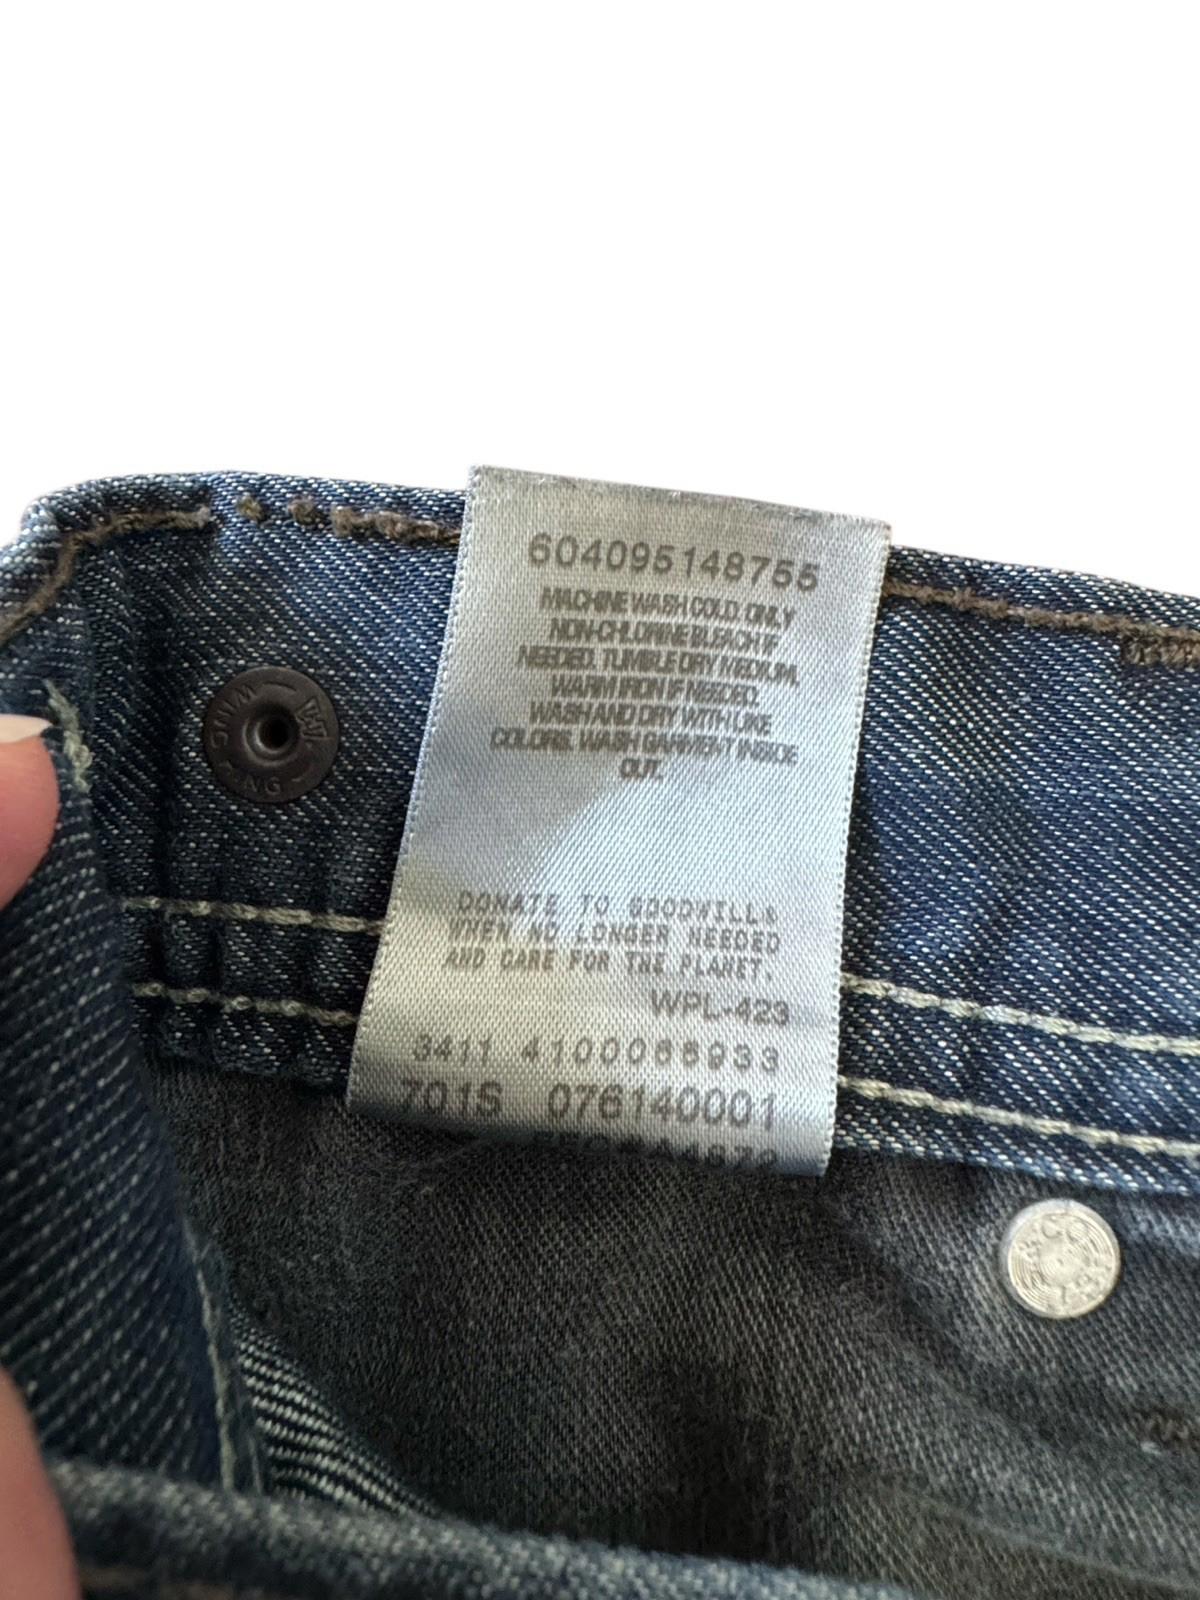 604095148755
MACHINE WASH COLD. ONLY
NON-CHLORINE BLEACH IF
NEEDED. TUMBLE DRY MEDIUM,
WARM IRON IF NEEDED.
WASH AND DRY WITH LIKE
COLORS. WASH GARMENT INSIDE
OUT.
DONATE TO GOODWILL®
WHEN NO LONGER NEEDED
AND CARE FOR THE PLANET.
WPL-423
3411 4100066933
701S 076140001